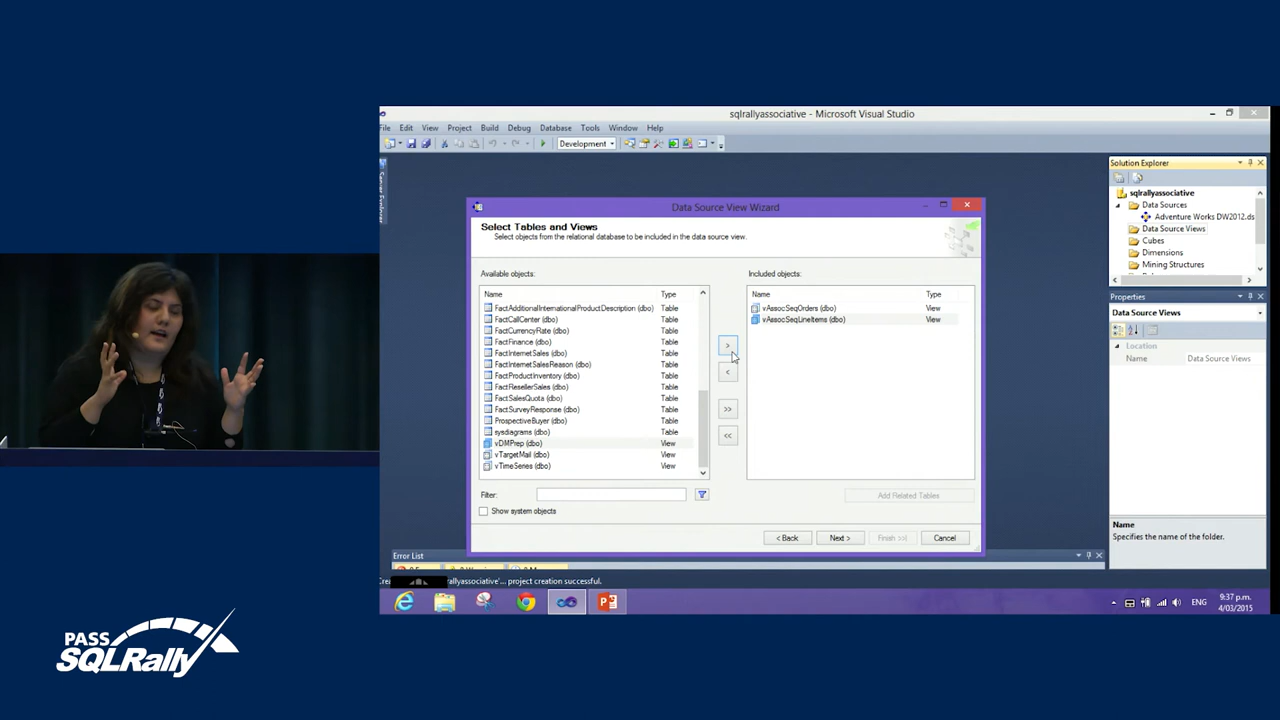 sqlrallyassociative - Microsoft Visual Studio
File Edit View Project Build Debug Database Tools Window Help
Development
Server Explorer
Solution Explorer
sqlrallyassociative
Data Sources
Adventure Works DW2012.ds
Data Source Views
Cubes
Dimensions
Mining Structures
Data Source View Wizard
Select Tables and Views
Select objects from the relational database to be included in the data source view.
Available objects:
Name Type
FactAdditionalInternationalProductDescription (dbo) Table
FactCallCenter (dbo) Table
FactCurrencyRate (dbo) Table
FactFinance (dbo) Table
FactInternetSales (dbo) Table
FactInternetSalesReason (dbo) Table
FactProductInventory (dbo) Table
FactResellerSales (dbo) Table
FactSalesQuota (dbo) Table
FactSurveyResponse (dbo) Table
ProspectiveBuyer (dbo) Table
sysdiagrams (dbo) Table
vDMPrep (dbo) View
vTargetMail (dbo) View
vTimeSeries (dbo) View
>
<
>>
<<
Included objects:
Name Type
vAssocSeqOrders (dbo) View
vAssocSeqLineItems (dbo) View
Filter:
Show system objects
Add Related Tables
< Back Next > Finish >>| Cancel
Properties
Data Source Views
Location
Name Data Source Views
Name
Specifies the name of the folder.
Error List
rallyassociative'... project creation successful.
ENG
9:37 p.m.
4/03/2015
PASS
SQLRally